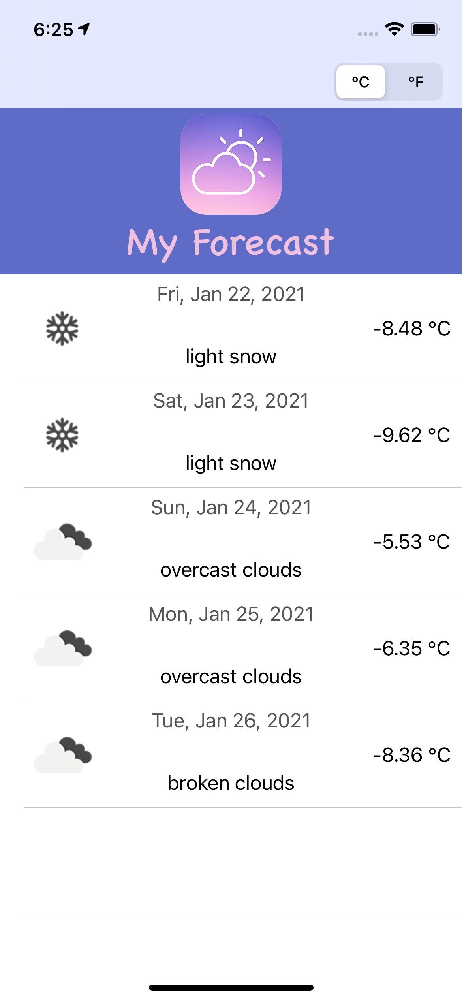 6:25
°C °F
My Forecast
Fri, Jan 22, 2021
-8.48 °C
light snow
Sat, Jan 23, 2021
-9.62 °C
light snow
Sun, Jan 24, 2021
-5.53 °C
overcast clouds
Mon, Jan 25, 2021
-6.35 °C
overcast clouds
Tue, Jan 26, 2021
-8.36 °C
broken clouds